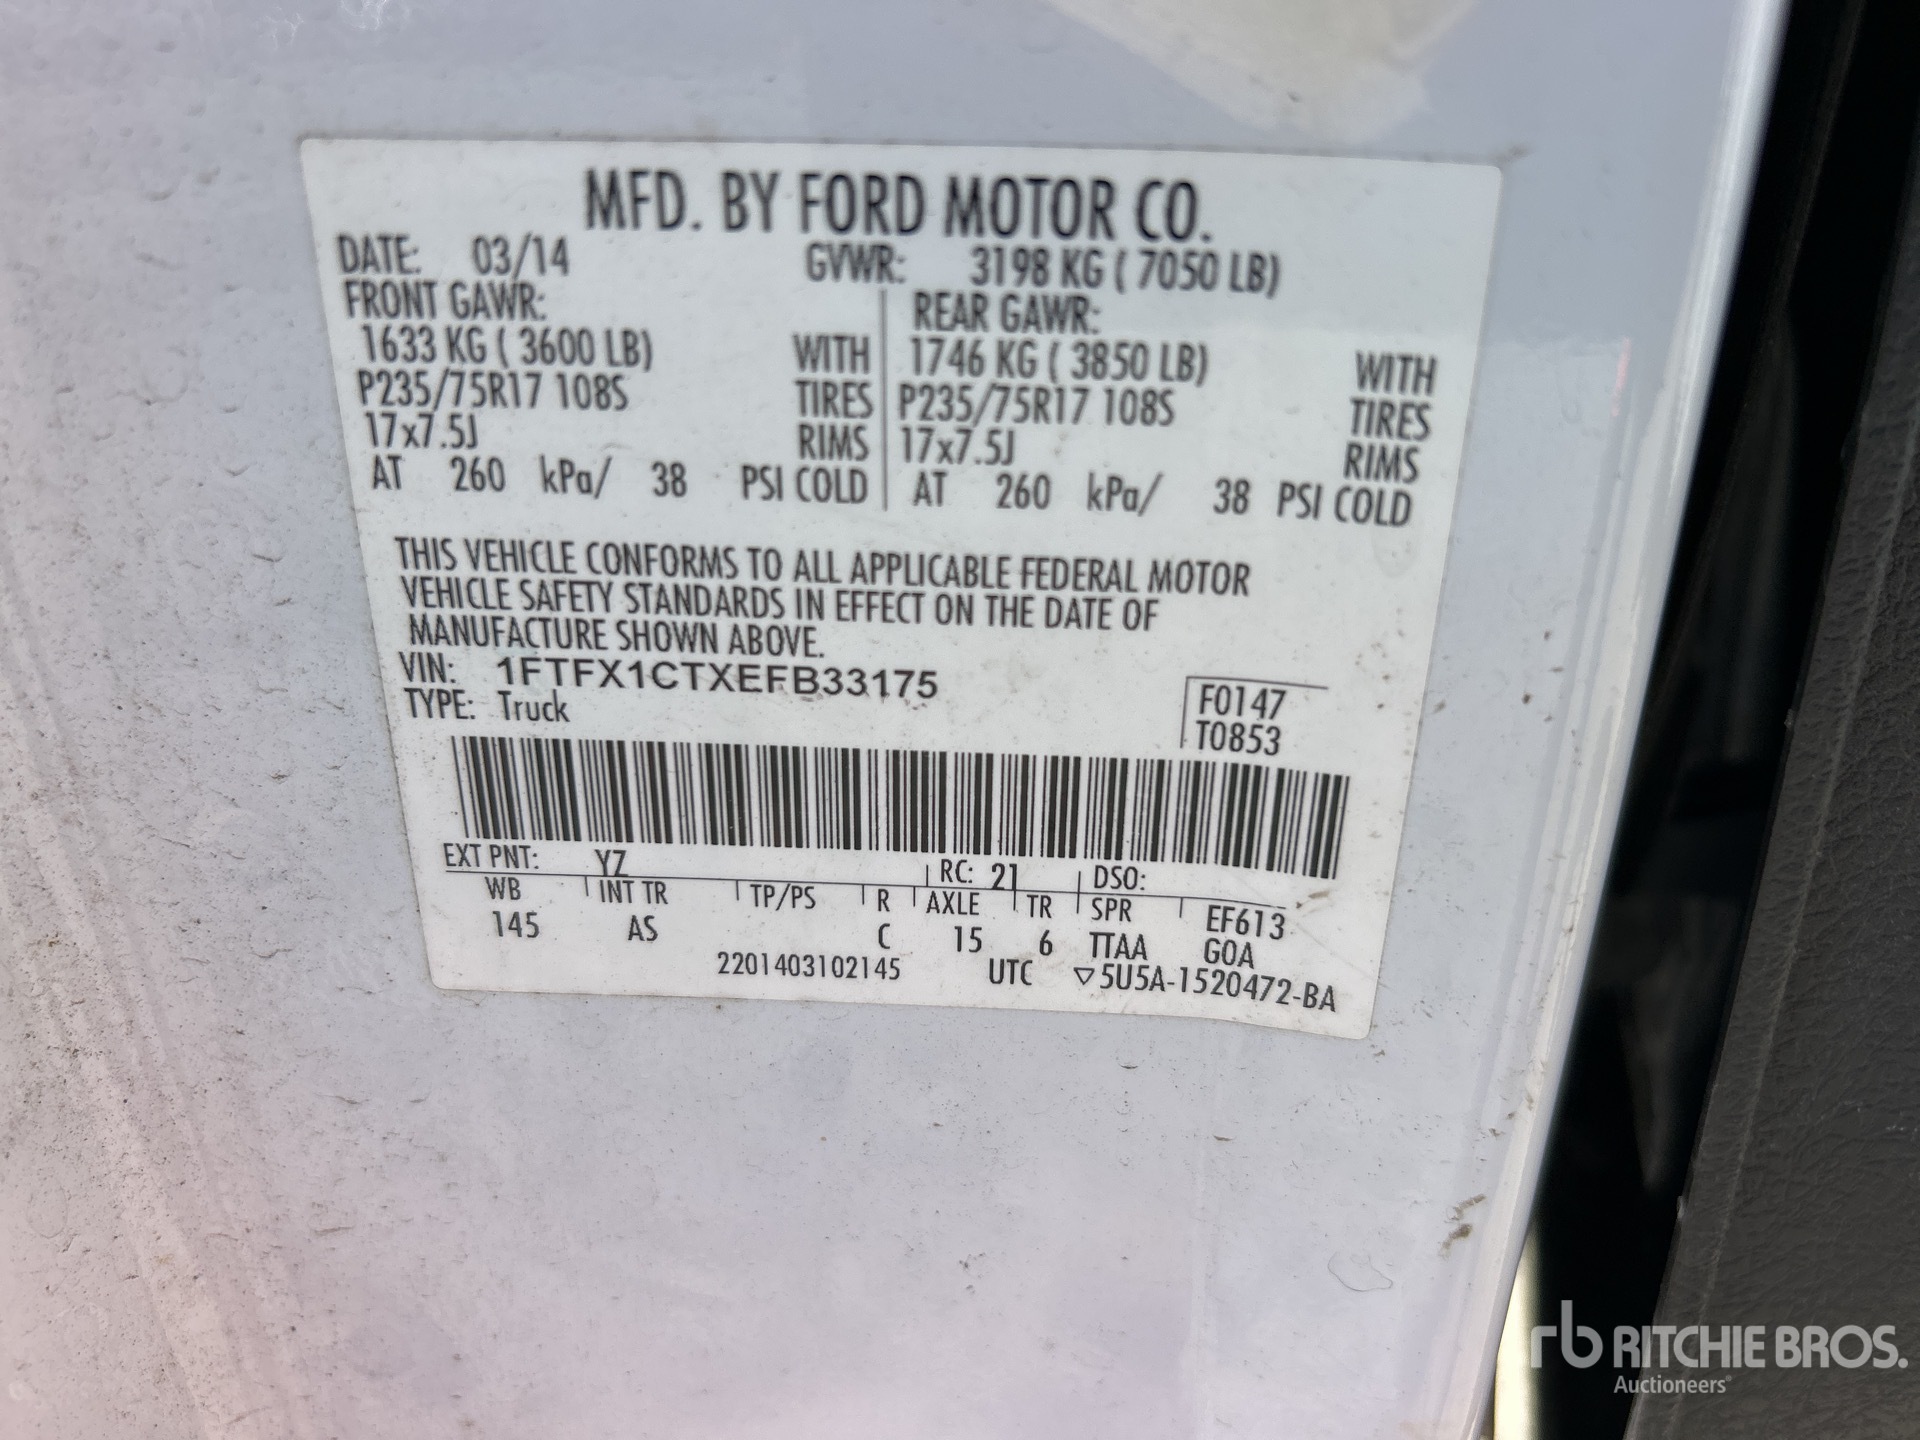 MFD. BY FORD MOTOR CO.
DATE: 03/14 GVWR: 3198 KG ( 7050 LB)
FRONT GAWR: REAR GAWR:
1633 KG ( 3600 LB) WITH 1746 KG ( 3850 LB) WITH
P235/75R17 108S TIRES P235/75R17 108S TIRES
17x7.5J RIMS 17x7.5J RIMS
AT 260 kPa/ 38 PSI COLD AT 260 kPa/ 38 PSI COLD
THIS VEHICLE CONFORMS TO ALL APPLICABLE FEDERAL MOTOR
VEHICLE SAFETY STANDARDS IN EFFECT ON THE DATE OF
MANUFACTURE SHOWN ABOVE.
VIN: 1FTFX1CTXEFB33175 F0147
TYPE: Truck T0853
EXT PNT: YZ RC: 21 DSO:
WB INT TR TP/PS R AXLE TR SPR EF613
145 AS C 15 6 TTAA GOA
2201403102145 UTC ▽5U5A-1520472-BA
rb RITCHIE BROS.
Auctioneers